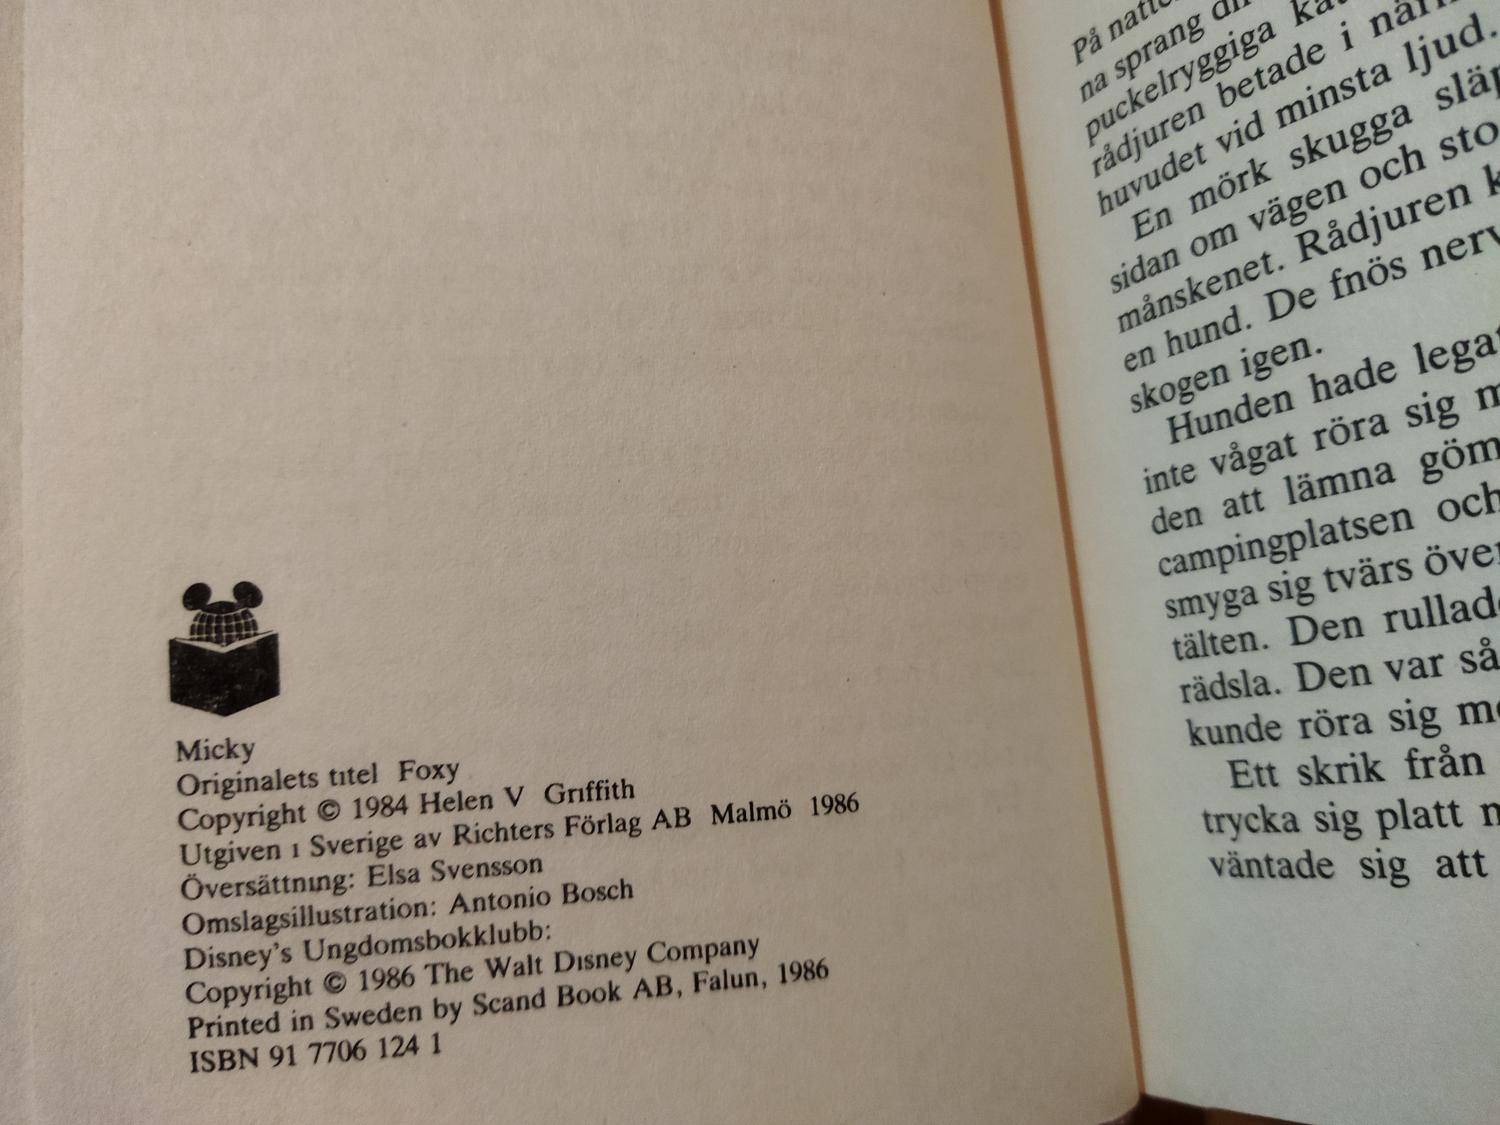 Micky
Originalets titel Foxy
Copyright © 1984 Helen V Griffith
Utgiven i Sverige av Richters Förlag AB Malmö 1986
Översättning: Elsa Svensson
Omslagsillustration: Antonio Bosch
Disney's Ungdomsbokklubb:
Copyright © 1986 The Walt Disney Company
Printed in Sweden by Scand Book AB, Falun, 1986
ISBN 91 7706 124 1
På
na sprang
puckelryggiga
rådjuren betade i
huvudet vid minsta ljud.
En mörk skugga
sidan om vägen och
månskenet. Rådjuren
en hund. De fnös
skogen igen.
Hunden hade
inte vågat röra sig
den att lämna
campingplatsen och
smyga sig tvärs
tälten. Den
rädsla. Den var så
kunde röra sig
Ett skrik från
trycka sig platt
väntade sig att